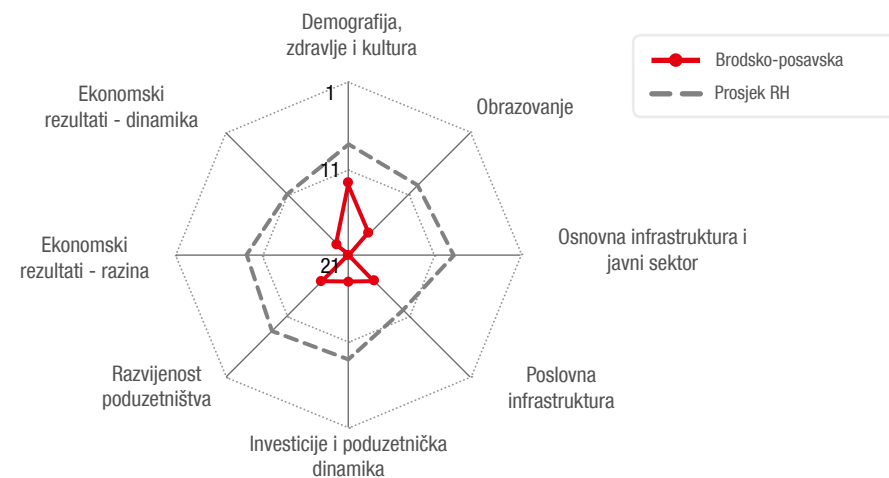 Demografija,
zdravlje i kultura
Brodsko-posavska
Prosjek RH
1
Ekonomski
rezultati - dinamika
Obrazovanje
11
Ekonomski
rezultati - razina
Osnovna infrastruktura i
javni sektor
21
Razvijenost
poduzetništva
Poslovna
infrastruktura
Investicije i poduzetnička
dinamika